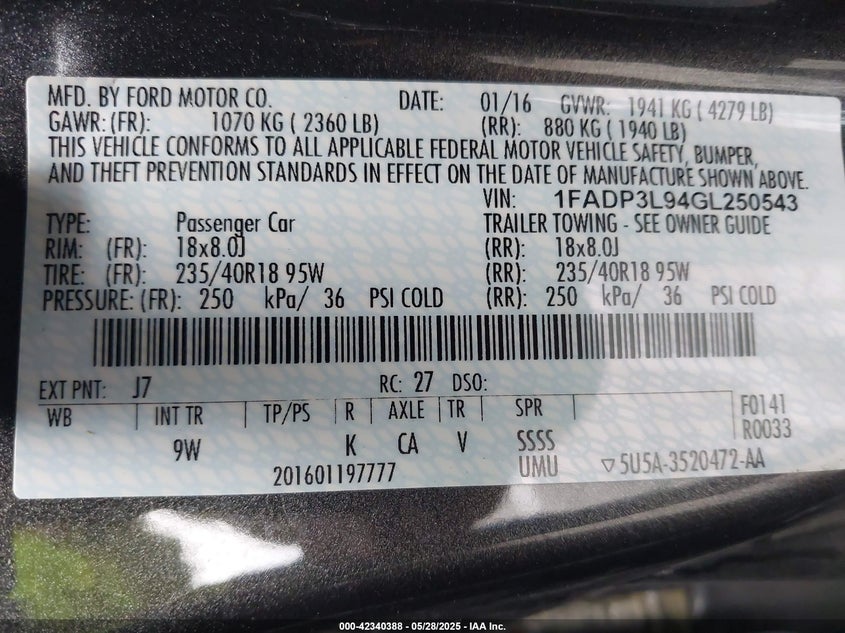 MFD. BY FORD MOTOR CO. DATE: 01/16 GVWR: 1941 KG ( 4279 LB)
GAWR: (FR): 1070 KG ( 2360 LB) (RR): 880 KG ( 1940 LB)
THIS VEHICLE CONFORMS TO ALL APPLICABLE FEDERAL MOTOR VEHICLE SAFETY, BUMPER,
AND THEFT PREVENTION STANDARDS IN EFFECT ON THE DATE OF MANUFACTURE SHOWN ABOVE.
VIN: 1FADP3L94GL250543
TYPE: Passenger Car TRAILER TOWING - SEE OWNER GUIDE
RIM: (FR): 18x8.0J (RR): 18x8.0J
TIRE: (FR): 235/40R18 95W (RR): 235/40R18 95W
PRESSURE: (FR): 250 kPa/ 36 PSI COLD (RR): 250 kPa/ 36 PSI COLD
EXT PNT: J7 RC: 27 DSO:
WB INT TR TP/PS R AXLE TR SPR F0141
9W K CA V SSSS R0033
201601197777 UMU ▽5U5A-3520472-AA
000-42340388 - 05/28/2025 - IAA Inc.